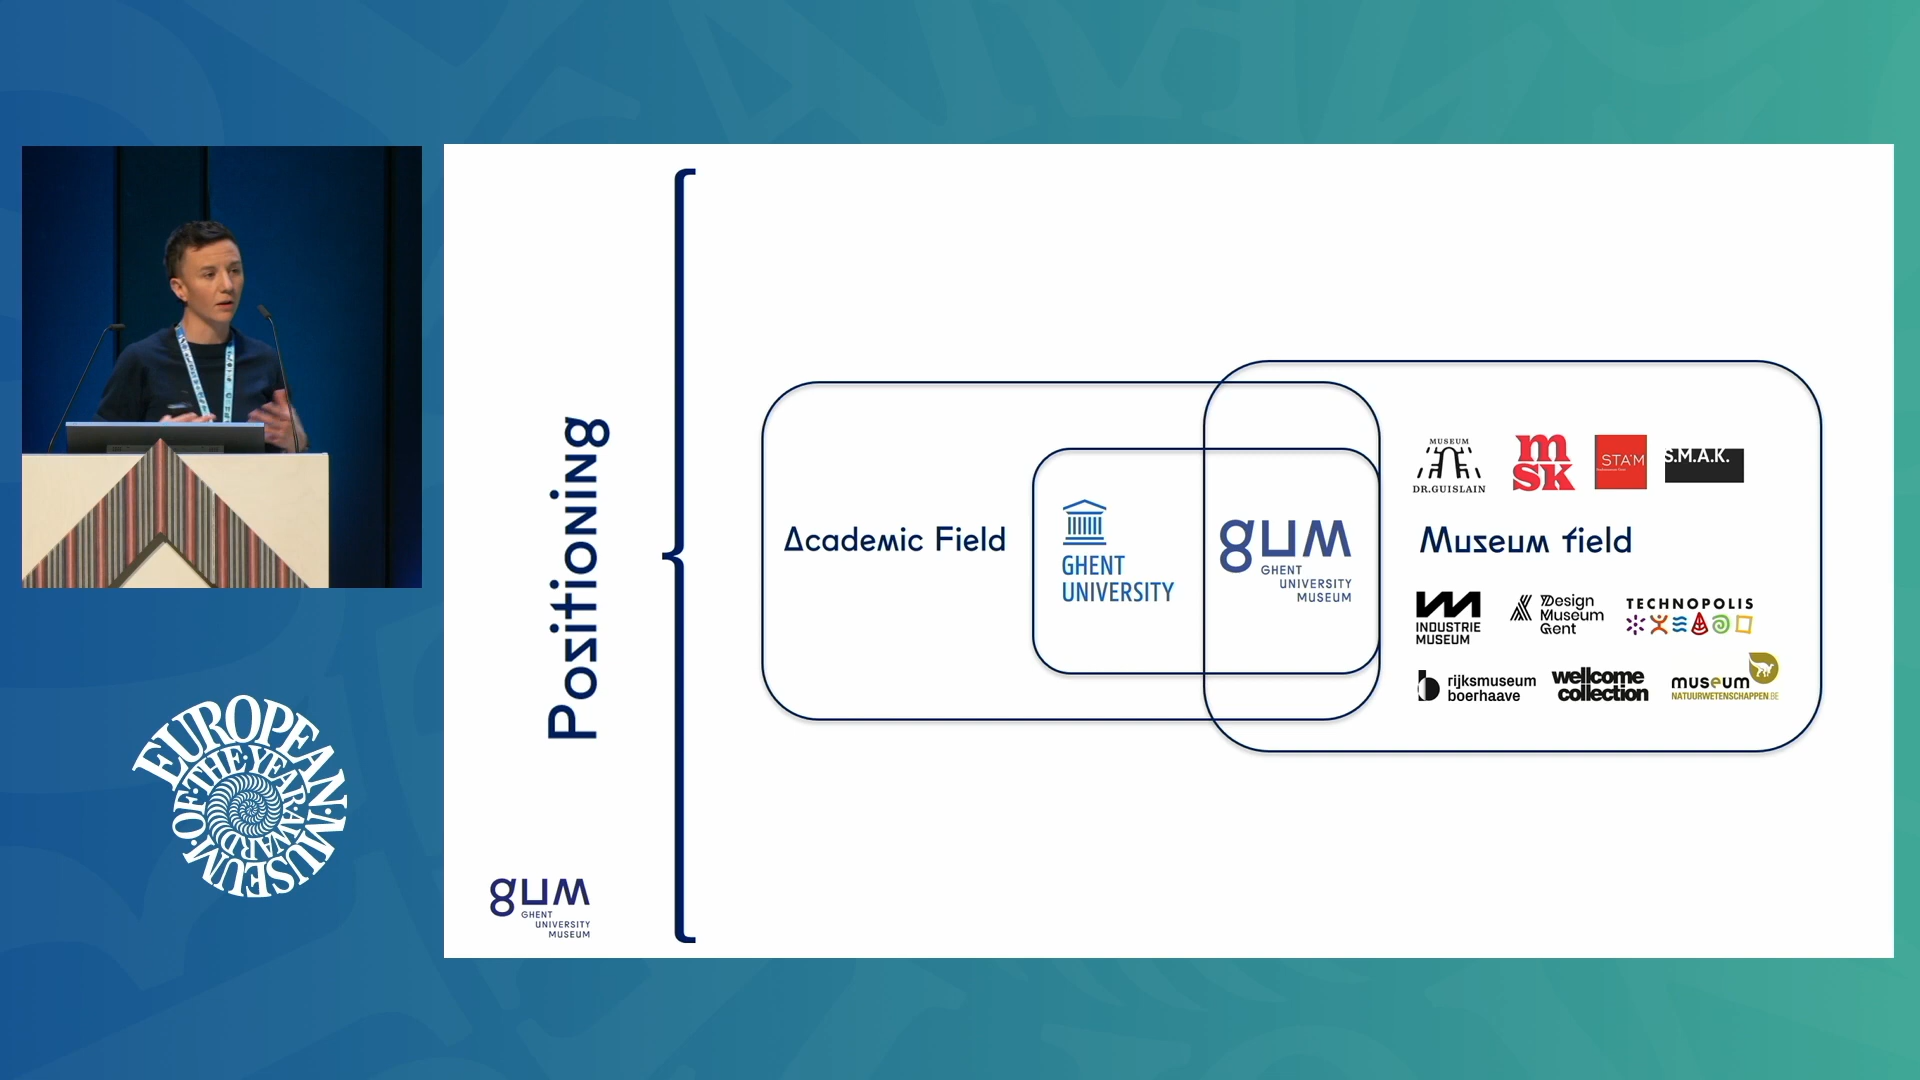 Positioning
Academic Field
GHENT
UNIVERSITY
gum
GHENT
UNIVERSITY
MUSEUM
MUSEUM
DR.GUISLAIN
msk
STAM
S.M.A.K.
Museum field
INDUSTRIE
MUSEUM
Design
Museum
Gent
TECHNOPOLIS
rijksmuseum
boerhaave
wellcome
collection
museum
NATUURWETENSCHAPPEN.BE
gum
GHENT
UNIVERSITY
MUSEUM
EUROPEAN·MUSEUM·
OF·THE·YEAR·AWARD